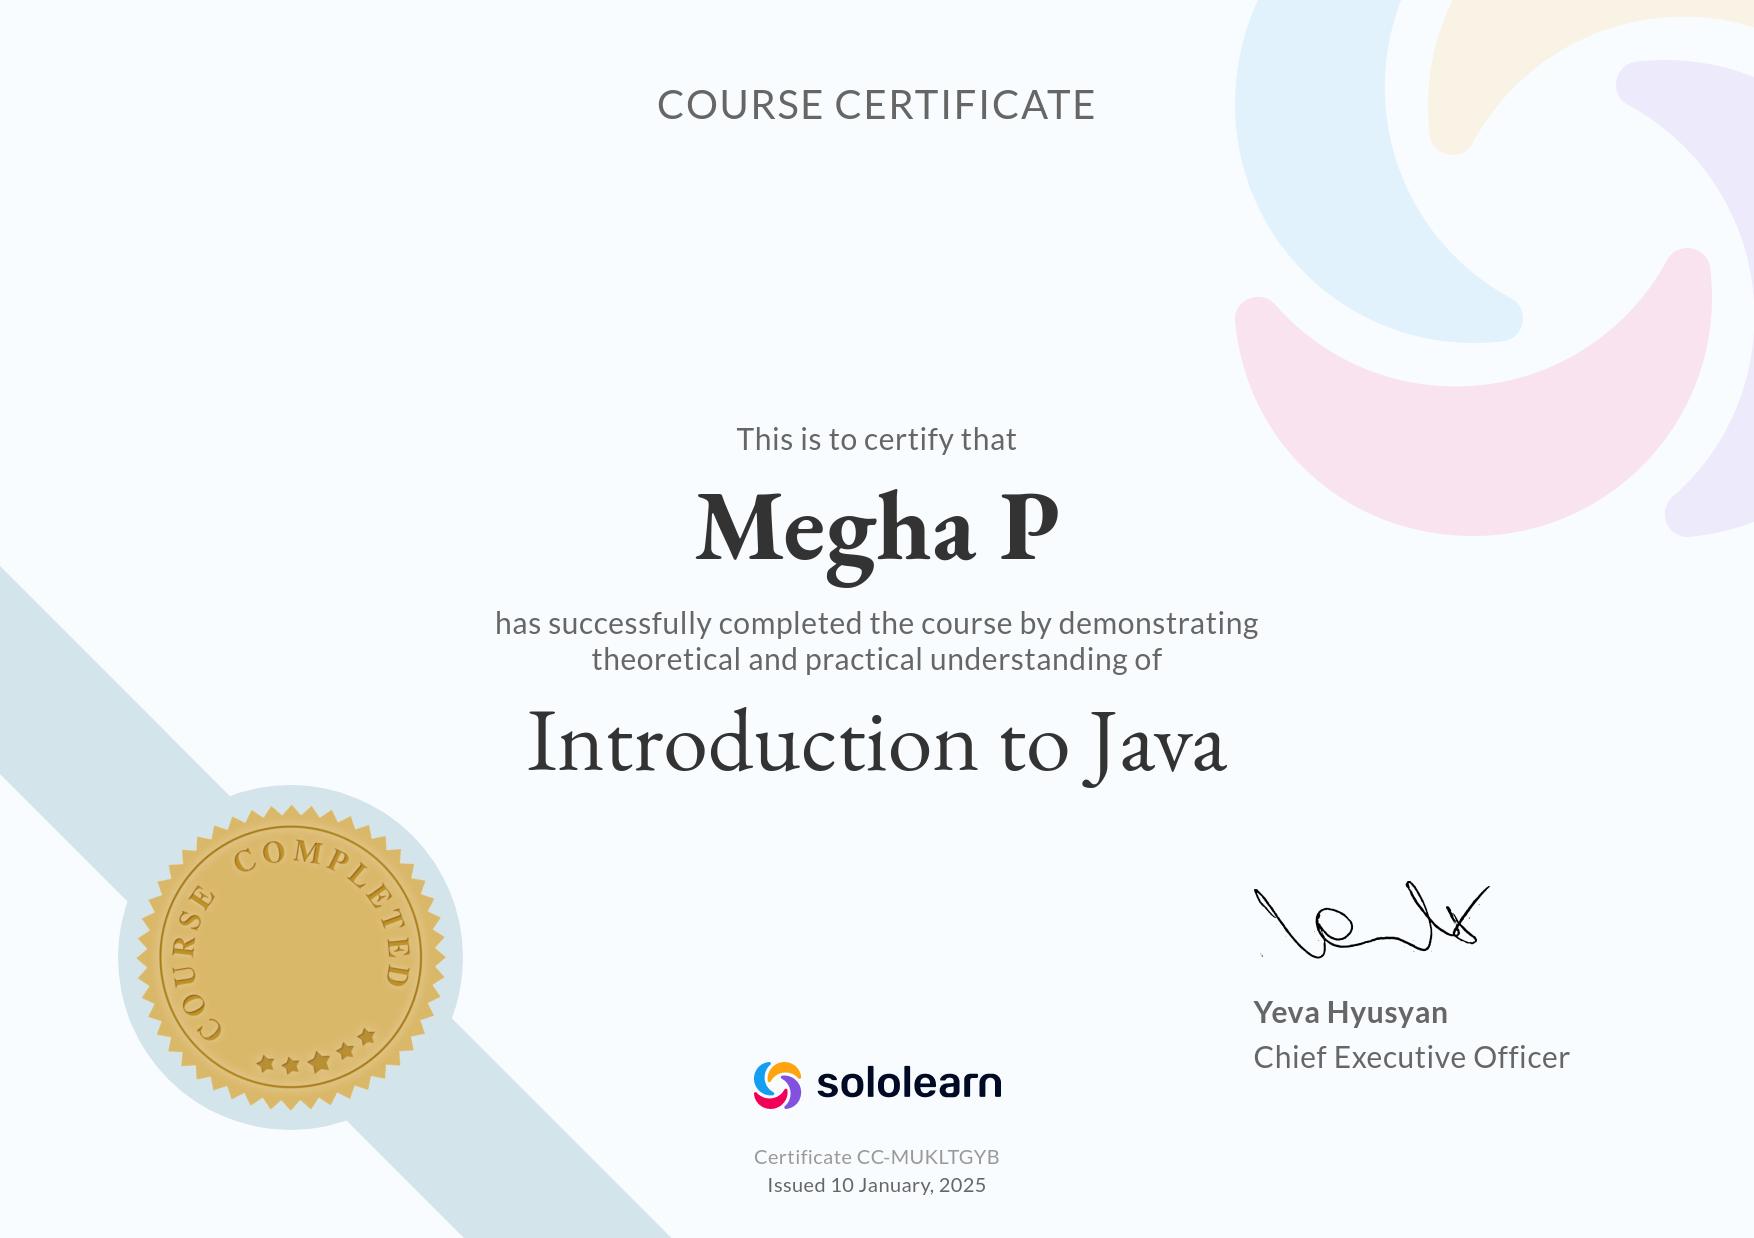 COURSE CERTIFICATE
This is to certify that
Megha P
has successfully completed the course by demonstrating
theoretical and practical understanding of
Introduction to Java
COURSE COMPLETED
Yeva Hyusyan
Chief Executive Officer
sololearn
Certificate CC-MUKLTGYB
Issued 10 January, 2025